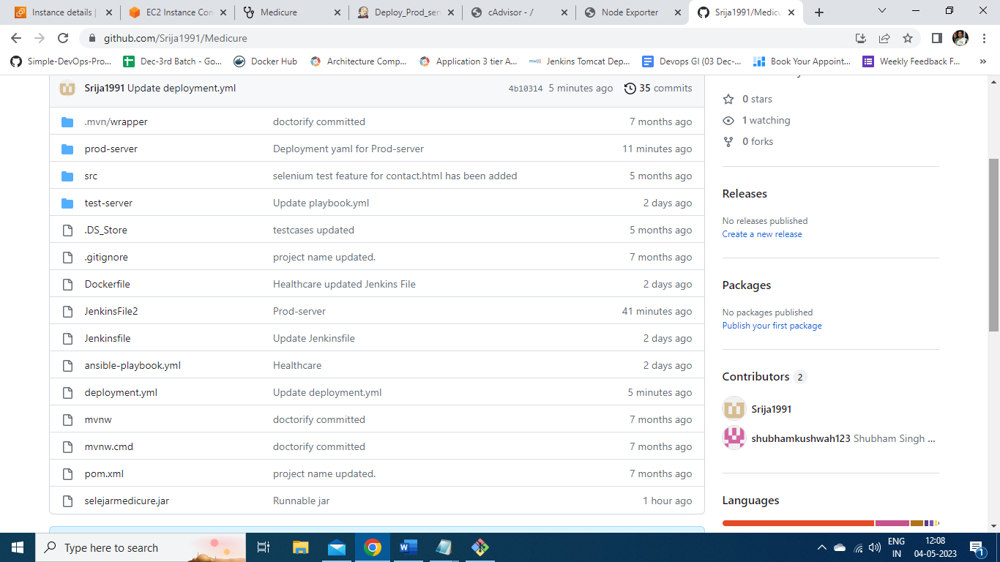 Instance details |
EC2 Instance Con
Medicure
Deploy_Prod_ser
cAdvisor - /
Node Exporter
Srija1991/Medicu
github.com/Srija1991/Medicure
Simple-DevOps-Pro...
Dec-3rd Batch - Go...
Docker Hub
Architecture Comp...
Application 3 tier A...
Jenkins Tomcat Dep...
Devops GI (03 Dec-...
Book Your Appoint...
Weekly Feedback F...
»
Srija1991 Update deployment.yml 4b10314 5 minutes ago 35 commits
.mvn/wrapper doctorify committed 7 months ago
prod-server Deployment yaml for Prod-server 11 minutes ago
src selenium test feature for contact.html has been added 5 months ago
test-server Update playbook.yml 2 days ago
.DS_Store testcases updated 5 months ago
.gitignore project name updated. 7 months ago
Dockerfile Healthcare updated Jenkins File 2 days ago
JenkinsFile2 Prod-server 41 minutes ago
Jenkinsfile Update Jenkinsfile 2 days ago
ansible-playbook.yml Healthcare 2 days ago
deployment.yml Update deployment.yml 5 minutes ago
mvnw doctorify committed 7 months ago
mvnw.cmd doctorify committed 7 months ago
pom.xml project name updated. 7 months ago
selejarmedicure.jar Runnable jar 1 hour ago
0 stars
1 watching
0 forks
Releases
No releases published
Create a new release
Packages
No packages published
Publish your first package
Contributors 2
Srija1991
shubhamkushwah123 Shubham Singh ...
Languages
Type here to search
ENG
IN
12:08
04-05-2023
1